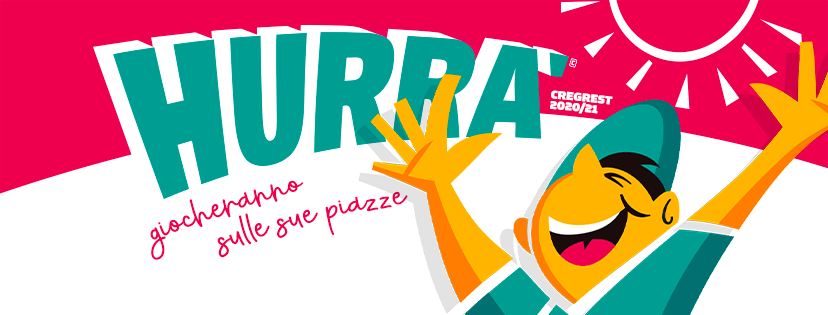 HURRA'©
CREGREST
2020/21
giocheranno
sulle sue piazze